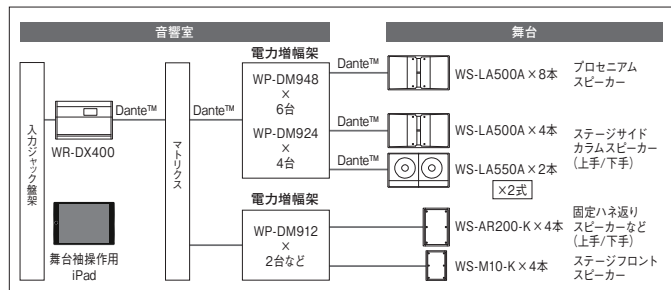 音響室
舞台
入力ジャック盤架
WR-DX400
舞台袖操作用
iPad
Dante™
マトリクス
Dante™
電力増幅架
WP-DM948
×
6台
WP-DM924
×
4台
電力増幅架
WP-DM912
×
2台など
Dante™
WS-LA500A×8本
プロセニアム
スピーカー
Dante™
WS-LA500A×4本
Dante™
WS-LA550A×2本
×2式
ステージサイド
カラムスピーカー
(上手/下手)
WS-AR200-K×4本
固定ハネ返り
スピーカーなど
(上手/下手)
WS-M10-K×4本
ステージフロント
スピーカー